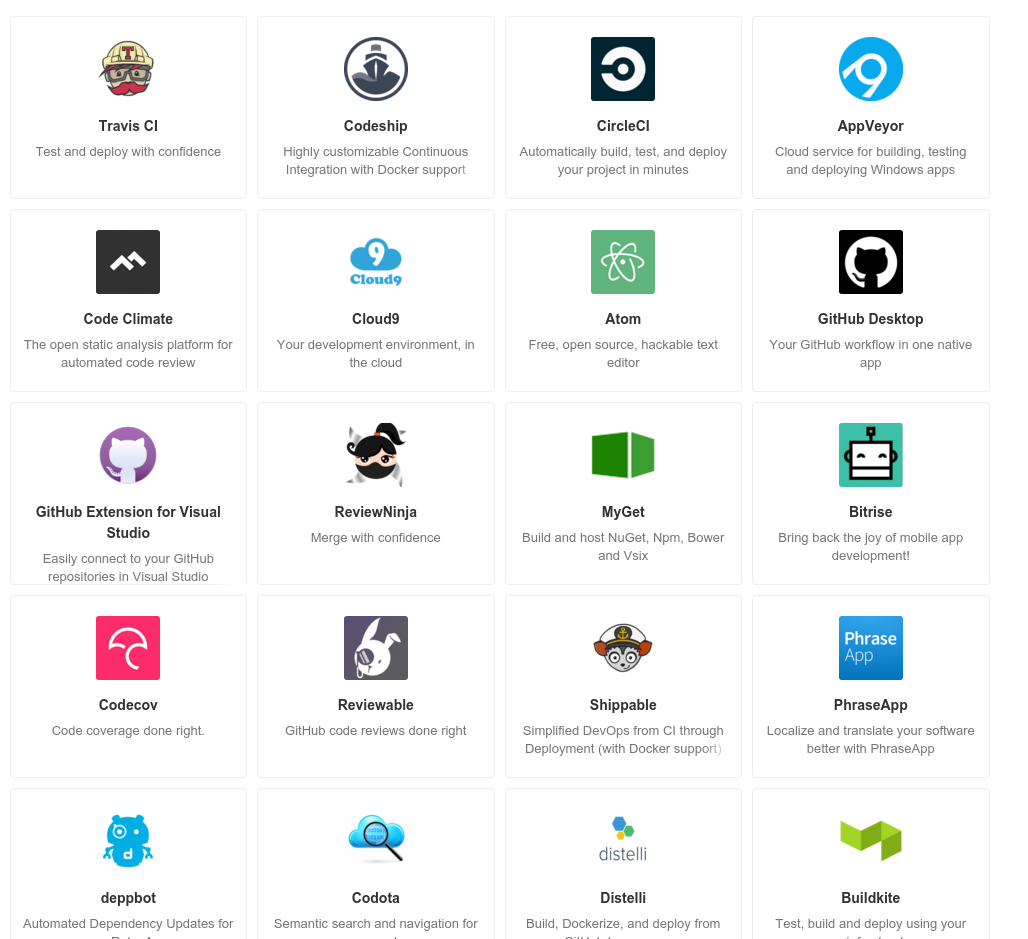 Travis CI
Test and deploy with confidence
Codeship
Highly customizable Continuous
Integration with Docker support
CircleCI
Automatically build, test, and deploy
your project in minutes
AppVeyor
Cloud service for building, testing
and deploying Windows apps
Code Climate
The open static analysis platform for
automated code review
9
Cloud9
Cloud9
Your development environment, in
the cloud
Atom
Free, open source, hackable text
editor
GitHub Desktop
Your GitHub workflow in one native
app
GitHub Extension for Visual
Studio
Easily connect to your GitHub
repositories in Visual Studio
ReviewNinja
Merge with confidence
MyGet
Build and host NuGet, Npm, Bower
and Vsix
Bitrise
Bring back the joy of mobile app
development!
Codecov
Code coverage done right.
Reviewable
GitHub code reviews done right
Shippable
Simplified DevOps from CI through
Deployment (with Docker support)
Phrase
App
PhraseApp
Localize and translate your software
better with PhraseApp
d
deppbot
Automated Dependency Updates for
Codota
Semantic search and navigation for
distelli
Distelli
Build, Dockerize, and deploy from
Buildkite
Test, build and deploy using your